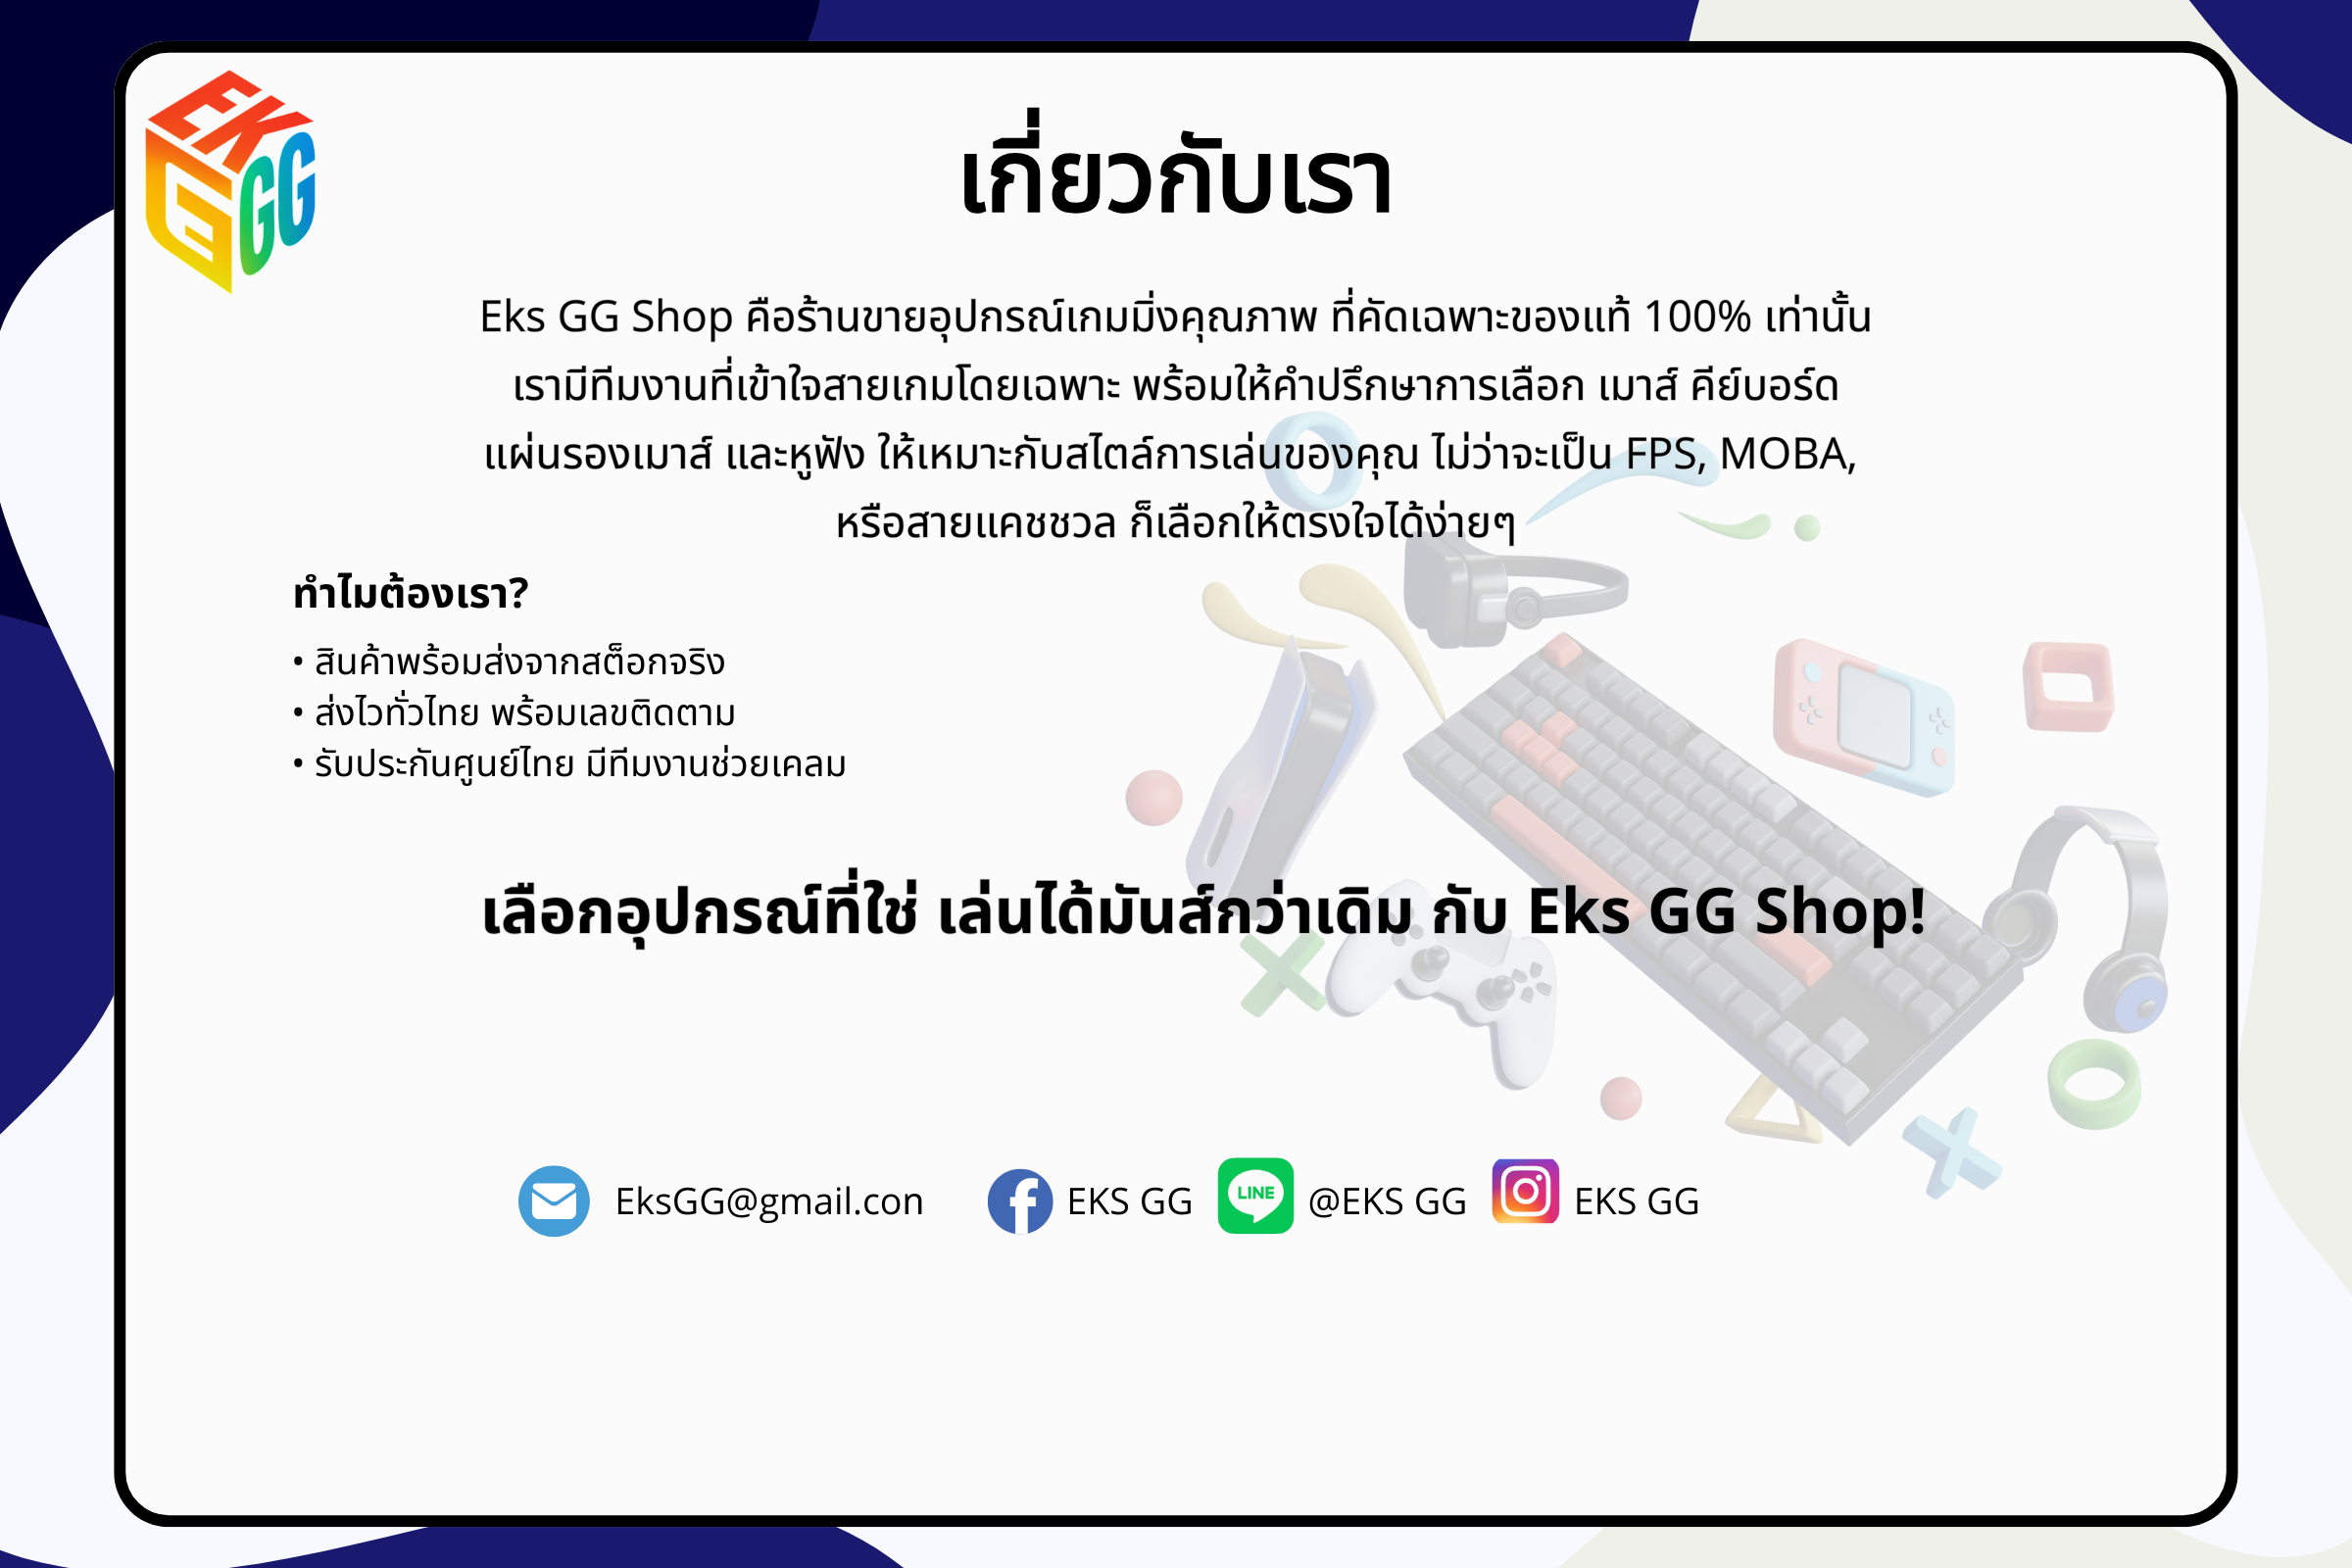 EK
G GG
เกี่ยวกับเรา
Eks GG Shop คือร้านขายอุปกรณ์เกมมิ่งคุณภาพ ที่คัดเฉพาะของแท้ 100% เท่านั้น
เรามีทีมงานที่เข้าใจสายเกมโดยเฉพาะ พร้อมให้คำปรึกษาการเลือก เมาส์ คีย์บอร์ด
แผ่นรองเมาส์ และหูฟัง ให้เหมาะกับสไตล์การเล่นของคุณ ไม่ว่าจะเป็น FPS, MOBA,
หรือสายแคชชวล ก็เลือกให้ตรงใจได้ง่ายๆ
ทำไมต้องเรา?
• สินค้าพร้อมส่งจากสต็อกจริง
• ส่งไวทั่วไทย พร้อมเลขติดตาม
• รับประกันศูนย์ไทย มีทีมงานช่วยเคลม
เลือกอุปกรณ์ที่ใช่ เล่นได้มันส์กว่าเดิม กับ Eks GG Shop!
EksGG@gmail.con EKS GG LINE @EKS GG EKS GG